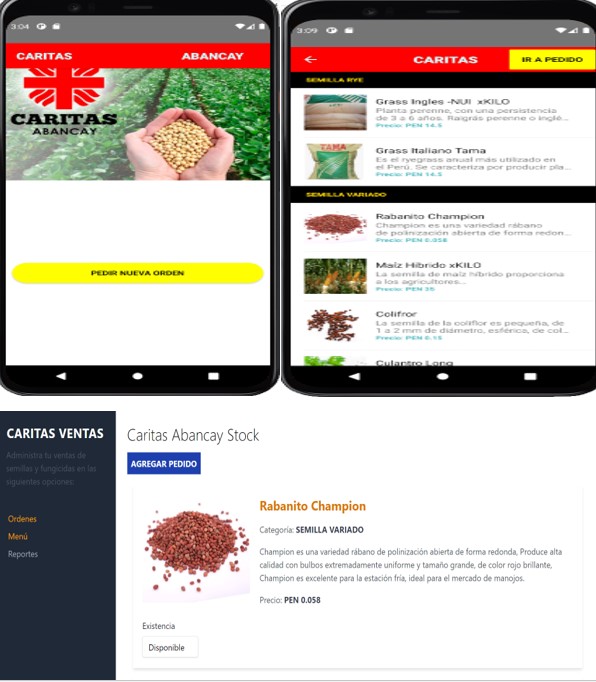 3:04
CARITAS
ABANCAY
CARITAS
ABANCAY
PEDIR NUEVA ORDEN
3:09
CARITAS
IR A PEDIDO
SEMILLA RYE
Grass Ingles -NUI xKILO
Planta perenne, con una persistencia
de 3 a 6 años. Raigrás perenne o inglé...
Precio: PEN 14.5
TAMA
Grass Italiano Tama
Es el ryegrass anual más utilizado en
el Perú. Se caracteriza por producir pla...
Precio: PEN 14.5
SEMILLA VARIADO
Rabanito Champion
Champion es una variedad rábano
de polinización abierta de forma redon...
Precio: PEN 0.058
Maíz Híbrido xKILO
La semilla de maíz híbrido proporciona
a los agricultores...
Precio: PEN 35
Colifror
La semilla de la coliflor es pequeña, de
1 a 2 mm de diámetro, esférica, de col...
Precio: PEN 0.15
Culantro Long
CARITAS VENTAS
Administra tu ventas de
semillas y fungicidas en las
siguientes opciones:
Ordenes
Menú
Reportes
Caritas Abancay Stock
AGREGAR PEDIDO
Rabanito Champion
Categoría: SEMILLA VARIADO
Champion es una variedad rábano de polinización abierta de forma redonda, Produce alta
calidad con bulbos extremadamente uniforme y tamaño grande, de color rojo brillante,
Champion es excelente para la estación fría, ideal para el mercado de manojos.
Precio: PEN 0.058
Existencia
Disponible